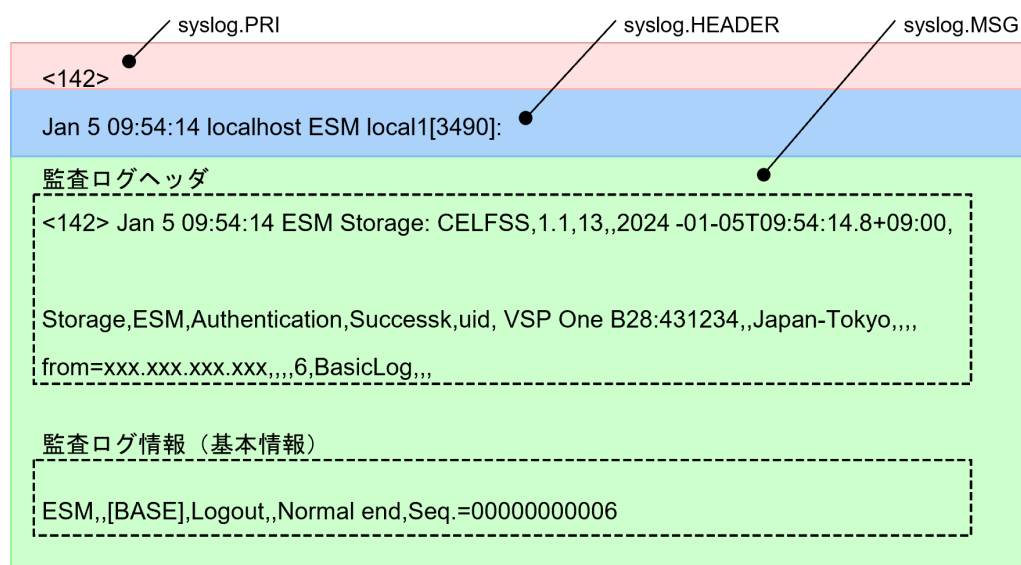 syslog.PRI
syslog.HEADER
syslog.MSG
<142>
Jan 5 09:54:14 localhost ESM local1[3490]:
監査ログヘッダ
<142> Jan 5 09:54:14 ESM Storage: CELFSS,1.1,13,,2024 -01-05T09:54:14.8+09:00,
Storage,ESM,Authentication,Successk,uid, VSP One B28:431234,,Japan-Tokyo,,,,
from=xxx.xxx.xxx.xxx,,,,6,BasicLog,,,
監査ログ情報（基本情報）
ESM,,[BASE],Logout,,Normal end,Seq.=00000000006